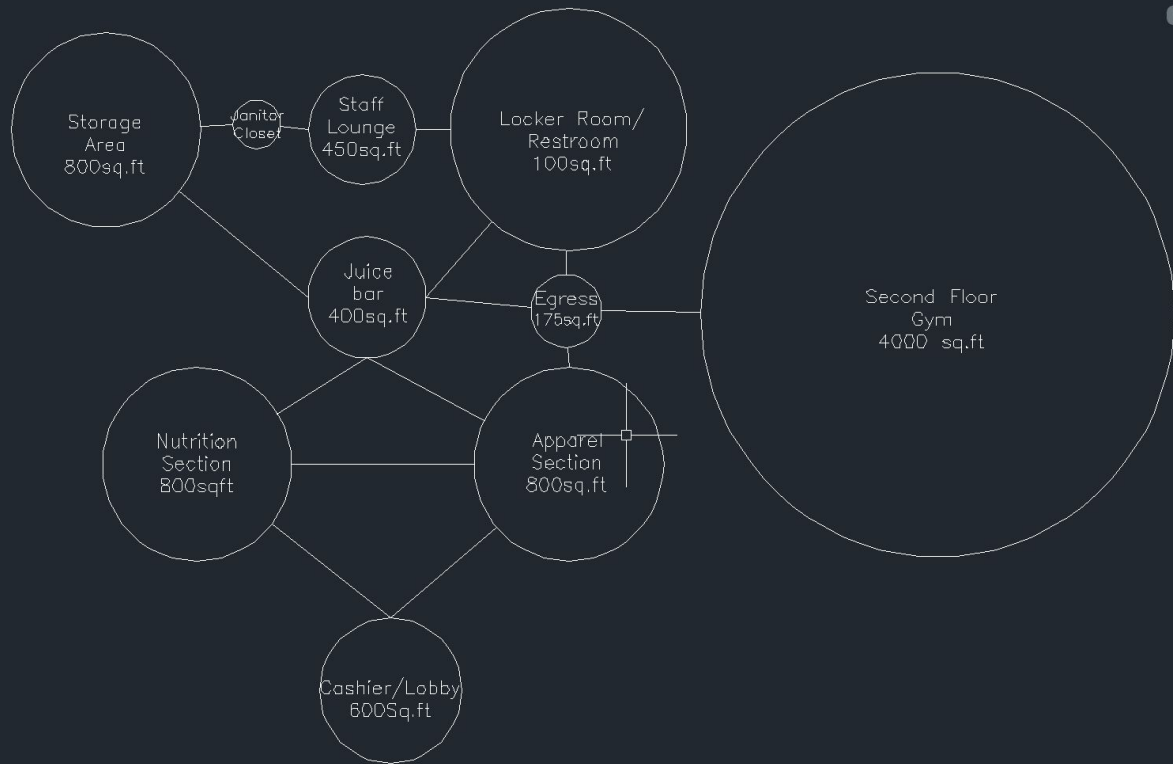 Storage
Area
800sq.ft
Janitor
Closet
Staff
Lounge
450sq.ft
Locker Room/
Restroom
100sq.ft
Juice
bar
400sq.ft
Egress
175sq.ft
Second Floor
Gym
4000 sq.ft
Nutrition
Section
800sqft
Apparel
Section
800sq.ft
Cashier/Lobby
600Sq.ft